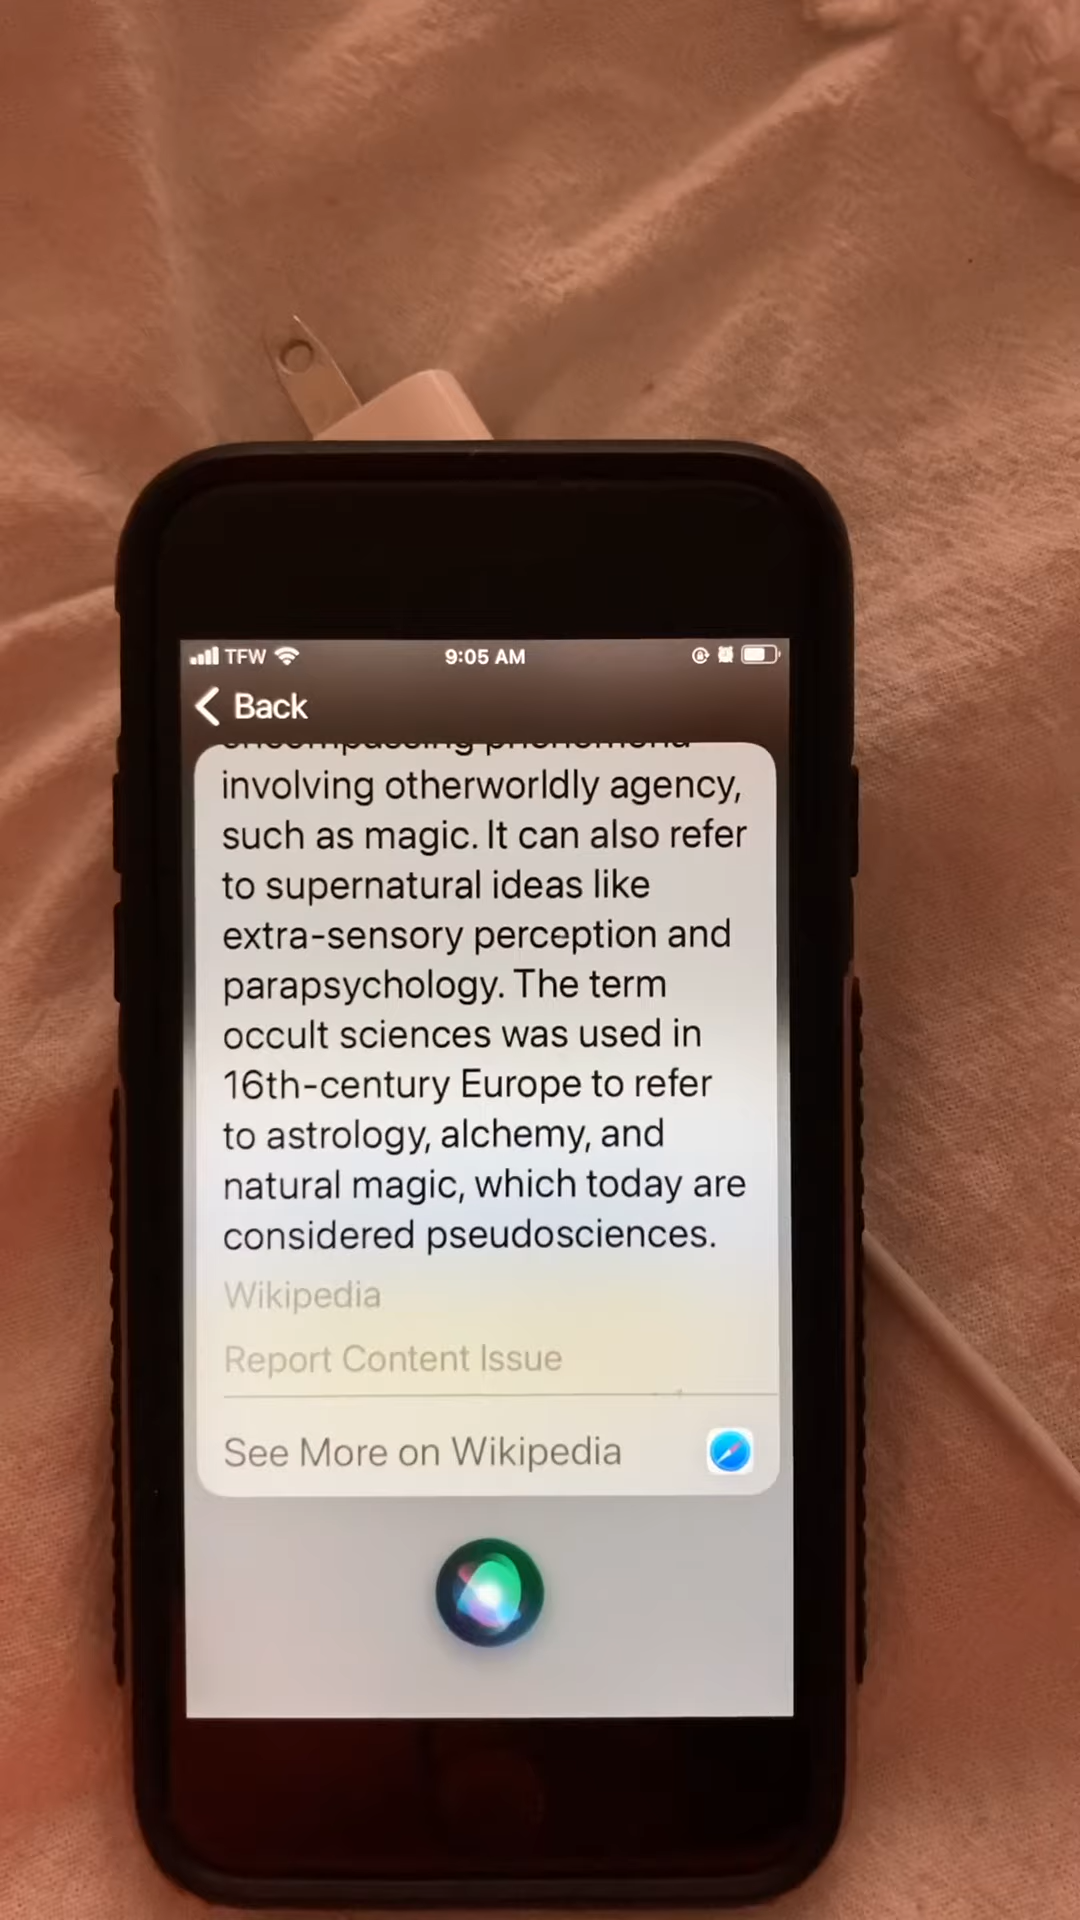 TFW
9:05 AM
Back
encompassing phenomena
involving otherworldly agency,
such as magic. It can also refer
to supernatural ideas like
extra-sensory perception and
parapsychology. The term
occult sciences was used in
16th-century Europe to refer
to astrology, alchemy, and
natural magic, which today are
considered pseudosciences.
Wikipedia
Report Content Issue
See More on Wikipedia